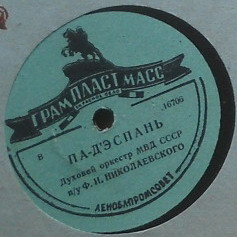 ГРАМПЛАСТМАСС
16706
В
ПА-Д'ЭСПАНЬ
Духовой оркестр МВД СССР
п/у Ф. И. НИКОЛАЕВСКОГО
ЛЕНОБЛПРОМСОВЕТ